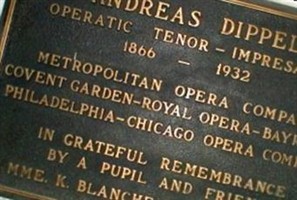 ANDREAS DIPPEL
OPERATIC TENOR - IMPRESA
1866 - 1932
METROPOLITAN OPERA COMPA
COVENT GARDEN-ROYAL OPERA-BAY
PHILADELPHIA-CHICAGO OPERA COM
IN GRATEFUL REMEMBRANCE
BY A PUPIL AND FRIEN
MME. K. BLANCHE